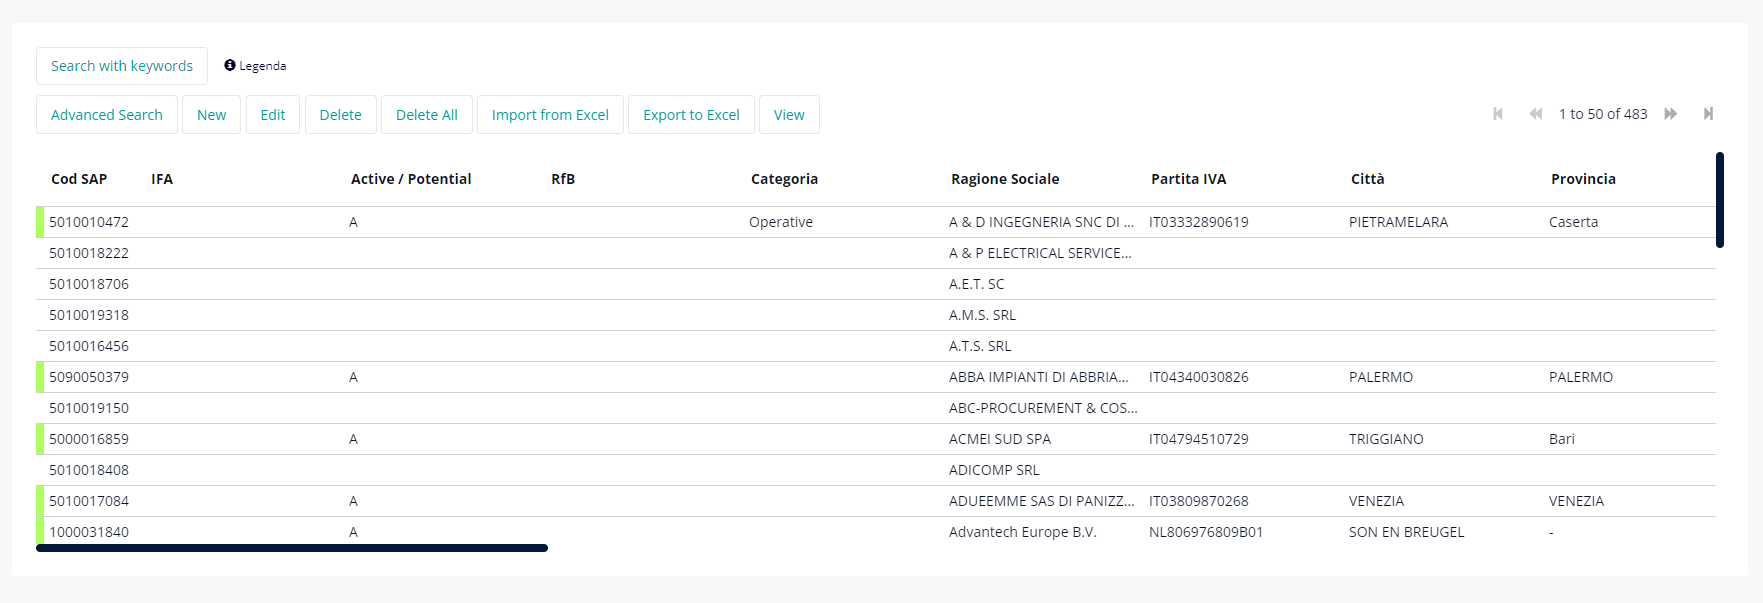 Search with keywords Legenda
Advanced Search New Edit Delete Delete All Import from Excel Export to Excel View 1 to 50 of 483
Cod SAP IFA Active / Potential RfB Categoria Ragione Sociale Partita IVA Città Provincia
5010010472 A Operative A & D INGEGNERIA SNC DI ... IT03332890619 PIETRAMELARA Caserta
5010018222 A & P ELECTRICAL SERVICE...
5010018706 A.E.T. SC
5010019318 A.M.S. SRL
5010016456 A.T.S. SRL
5090050379 A ABBA IMPIANTI DI ABBRIA... IT04340030826 PALERMO PALERMO
5010019150 ABC-PROCUREMENT & COS...
5000016859 A ACMEI SUD SPA IT04794510729 TRIGGIANO Bari
5010018408 ADICOMP SRL
5010017084 A ADUEEMME SAS DI PANIZZ... IT03809870268 VENEZIA VENEZIA
1000031840 A Advantech Europe B.V. NL806976809B01 SON EN BREUGEL -